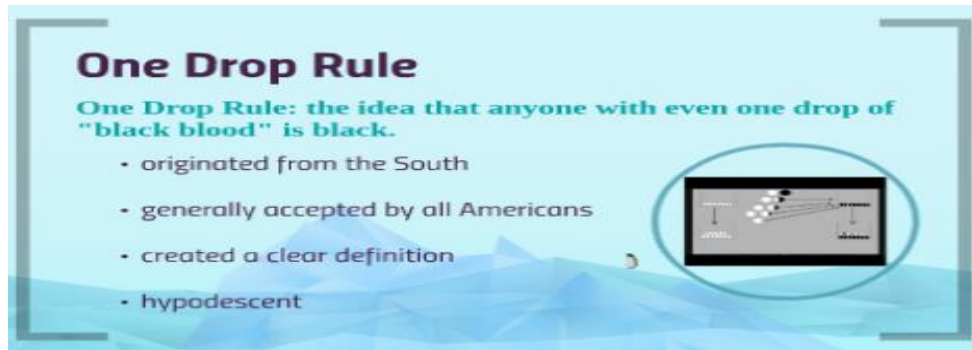 One Drop Rule
One Drop Rule: the idea that anyone with even one drop of
"black blood" is black.
• originated from the South
• generally accepted by all Americans
• created a clear definition
• hypodescent